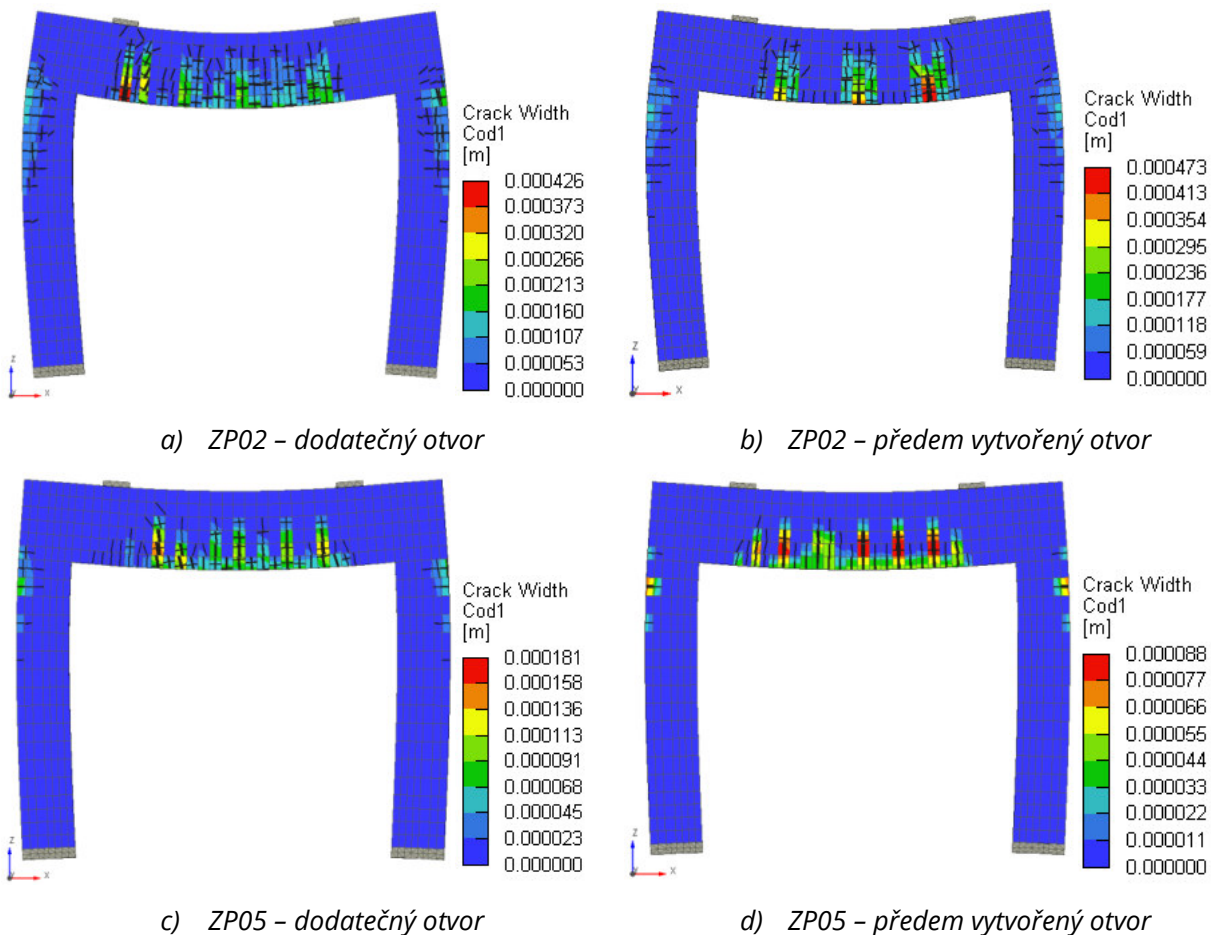 Crack Width
Cod1
[m]
0.000426
0.000373
0.000320
0.000266
0.000213
0.000160
0.000107
0.000053
0.000000
z
x
a) ZP02 – dodatečný otvor
Crack Width
Cod1
[m]
0.000473
0.000413
0.000354
0.000295
0.000236
0.000177
0.000118
0.000059
0.000000
z
x
b) ZP02 – předem vytvořený otvor
Crack Width
Cod1
[m]
0.000181
0.000158
0.000136
0.000113
0.000091
0.000068
0.000045
0.000023
0.000000
z
x
c) ZP05 – dodatečný otvor
Crack Width
Cod1
[m]
0.000088
0.000077
0.000066
0.000055
0.000044
0.000033
0.000022
0.000011
0.000000
z
x
d) ZP05 – předem vytvořený otvor